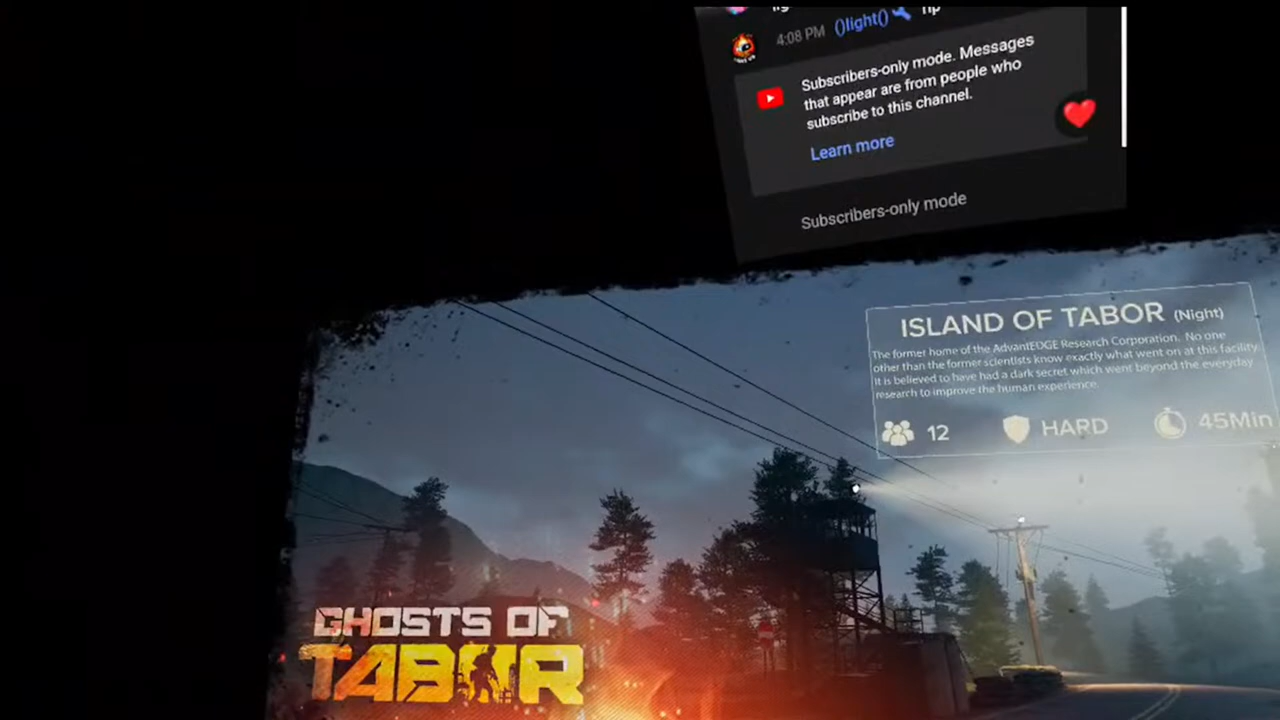 4:08 PM ()light()
Subscribers-only mode. Messages
that appear are from people who
subscribe to this channel.
Learn more
Subscribers-only mode
ISLAND OF TABOR (Night)
The former home of the AdvantEDGE Research Corporation. No one
other than the former scientists know exactly what went on at this facility.
It is believed to have had a dark secret which went beyond the everyday
research to improve the human experience.
12 HARD 45Min
GHOSTS OF
TABOR